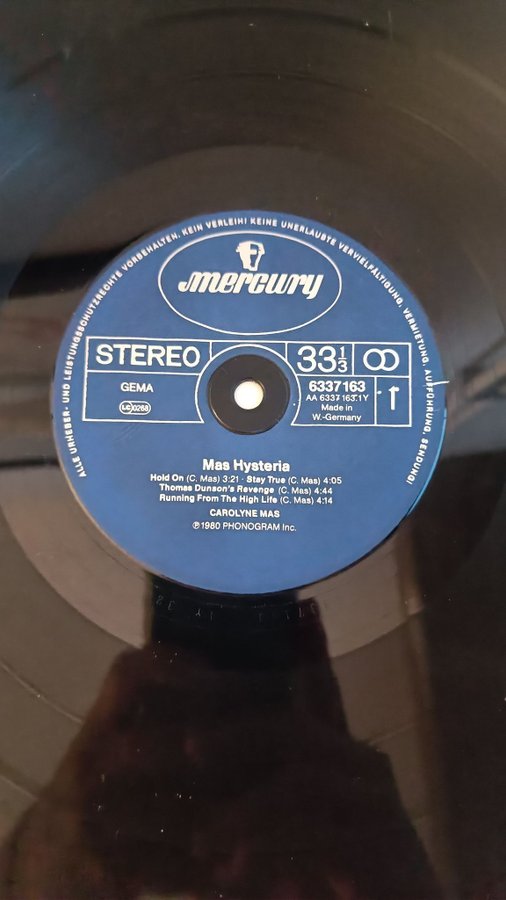 ALLE URHEBER- UND LEISTUNGSSCHUTZRECHTE VORBEHALTEN. KEIN VERLEIH! KEINE UNERLAUBTE VERVIELFÄLTIGUNG, VERMIETUNG, AUFFÜHRUNG, SENDUNG!
mercury
STEREO 33 1/3 ∞
GEMA 6337163
AA 6337 163.1Y 1
LC 0268 Made in
W.-Germany
Mas Hysteria
Hold On (C. Mas) 3:21 · Stay True (C. Mas) 4:05
Thomas Dunson's Revenge (C. Mas) 4:44
Running From The High Life (C. Mas) 4:14
CAROLYNE MAS
℗ 1980 PHONOGRAM Inc.